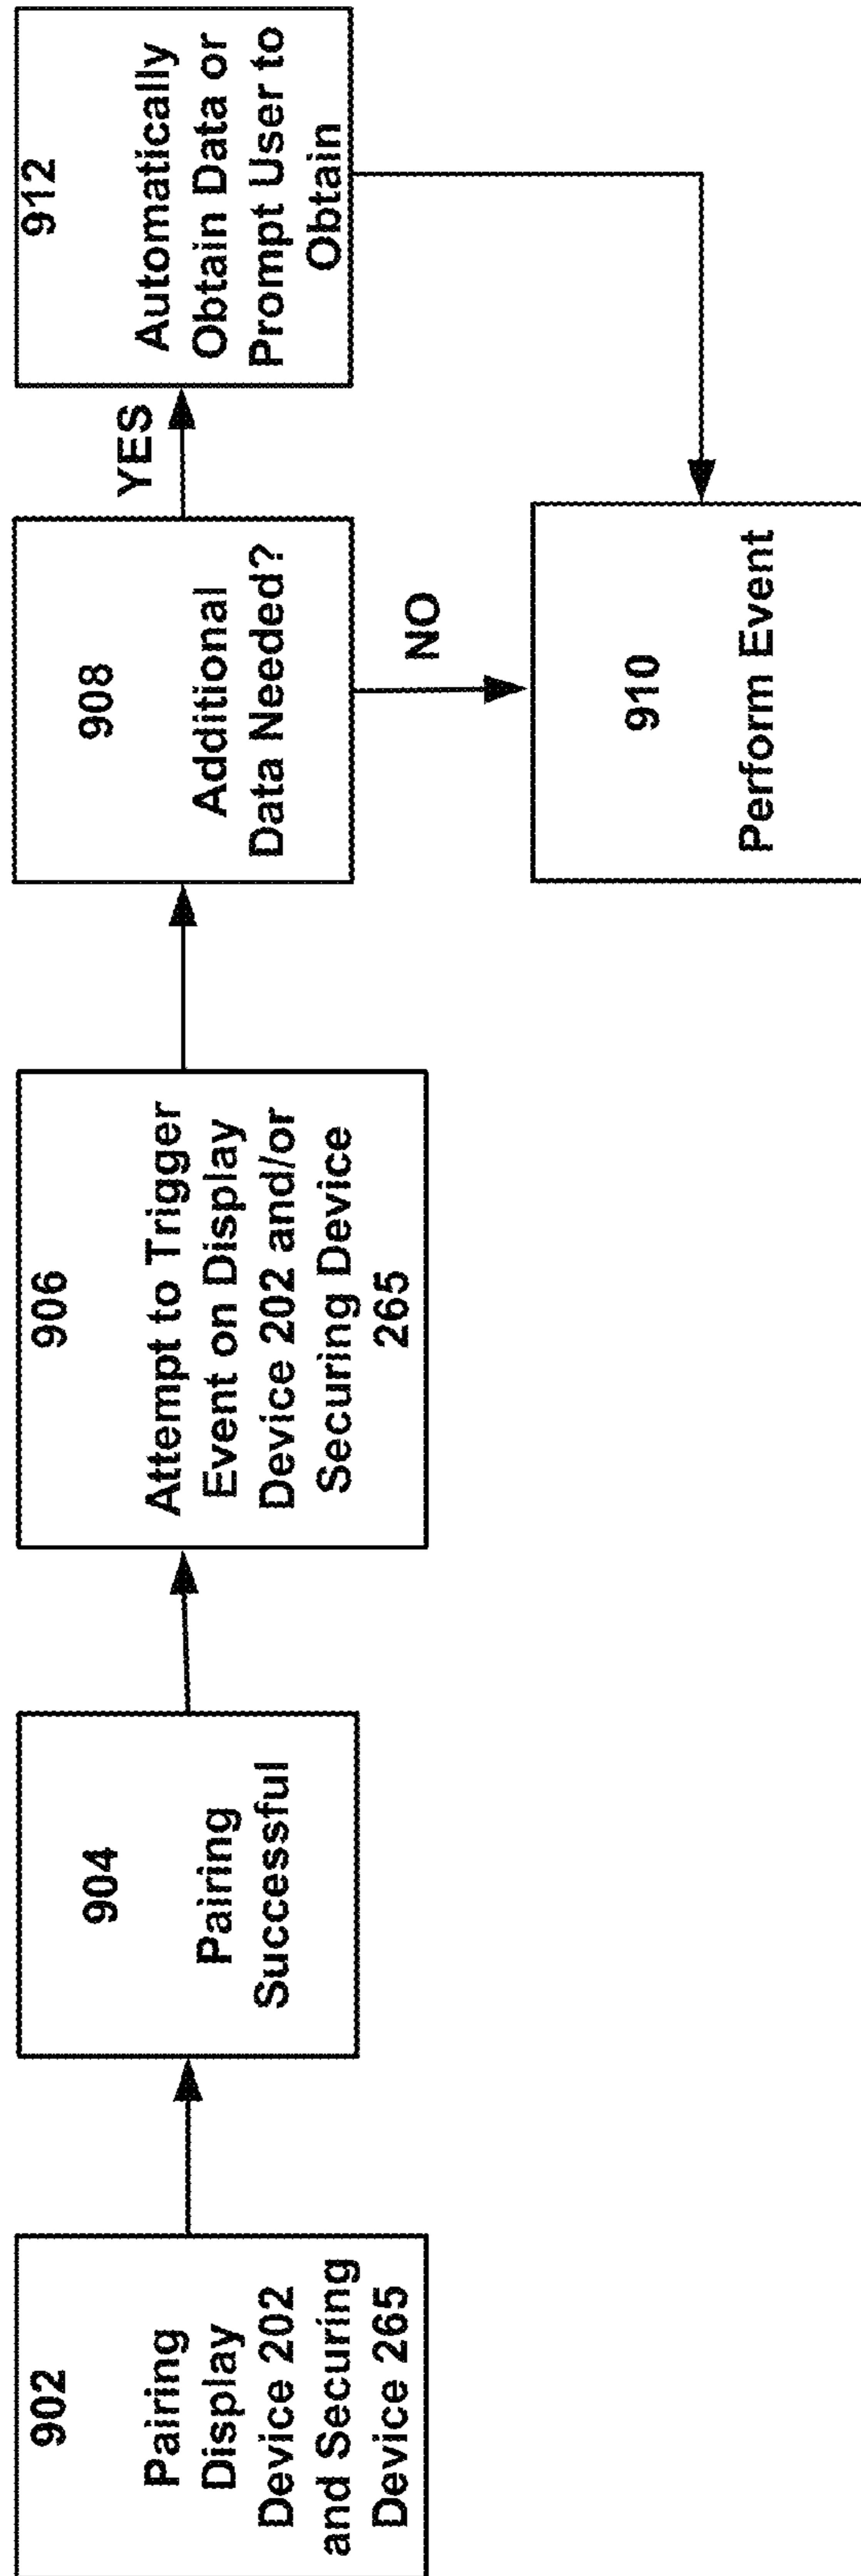 902
Pairing
Display
Device 202
and Securing
Device 265
904
Pairing
Successful
906
Attempt to Trigger
Event on Display
Device 202 and/or
Securing Device
265
908
Additional
Data Needed?
YES
912
Automatically
Obtain Data or
Prompt User to
Obtain
NO
910
Perform Event